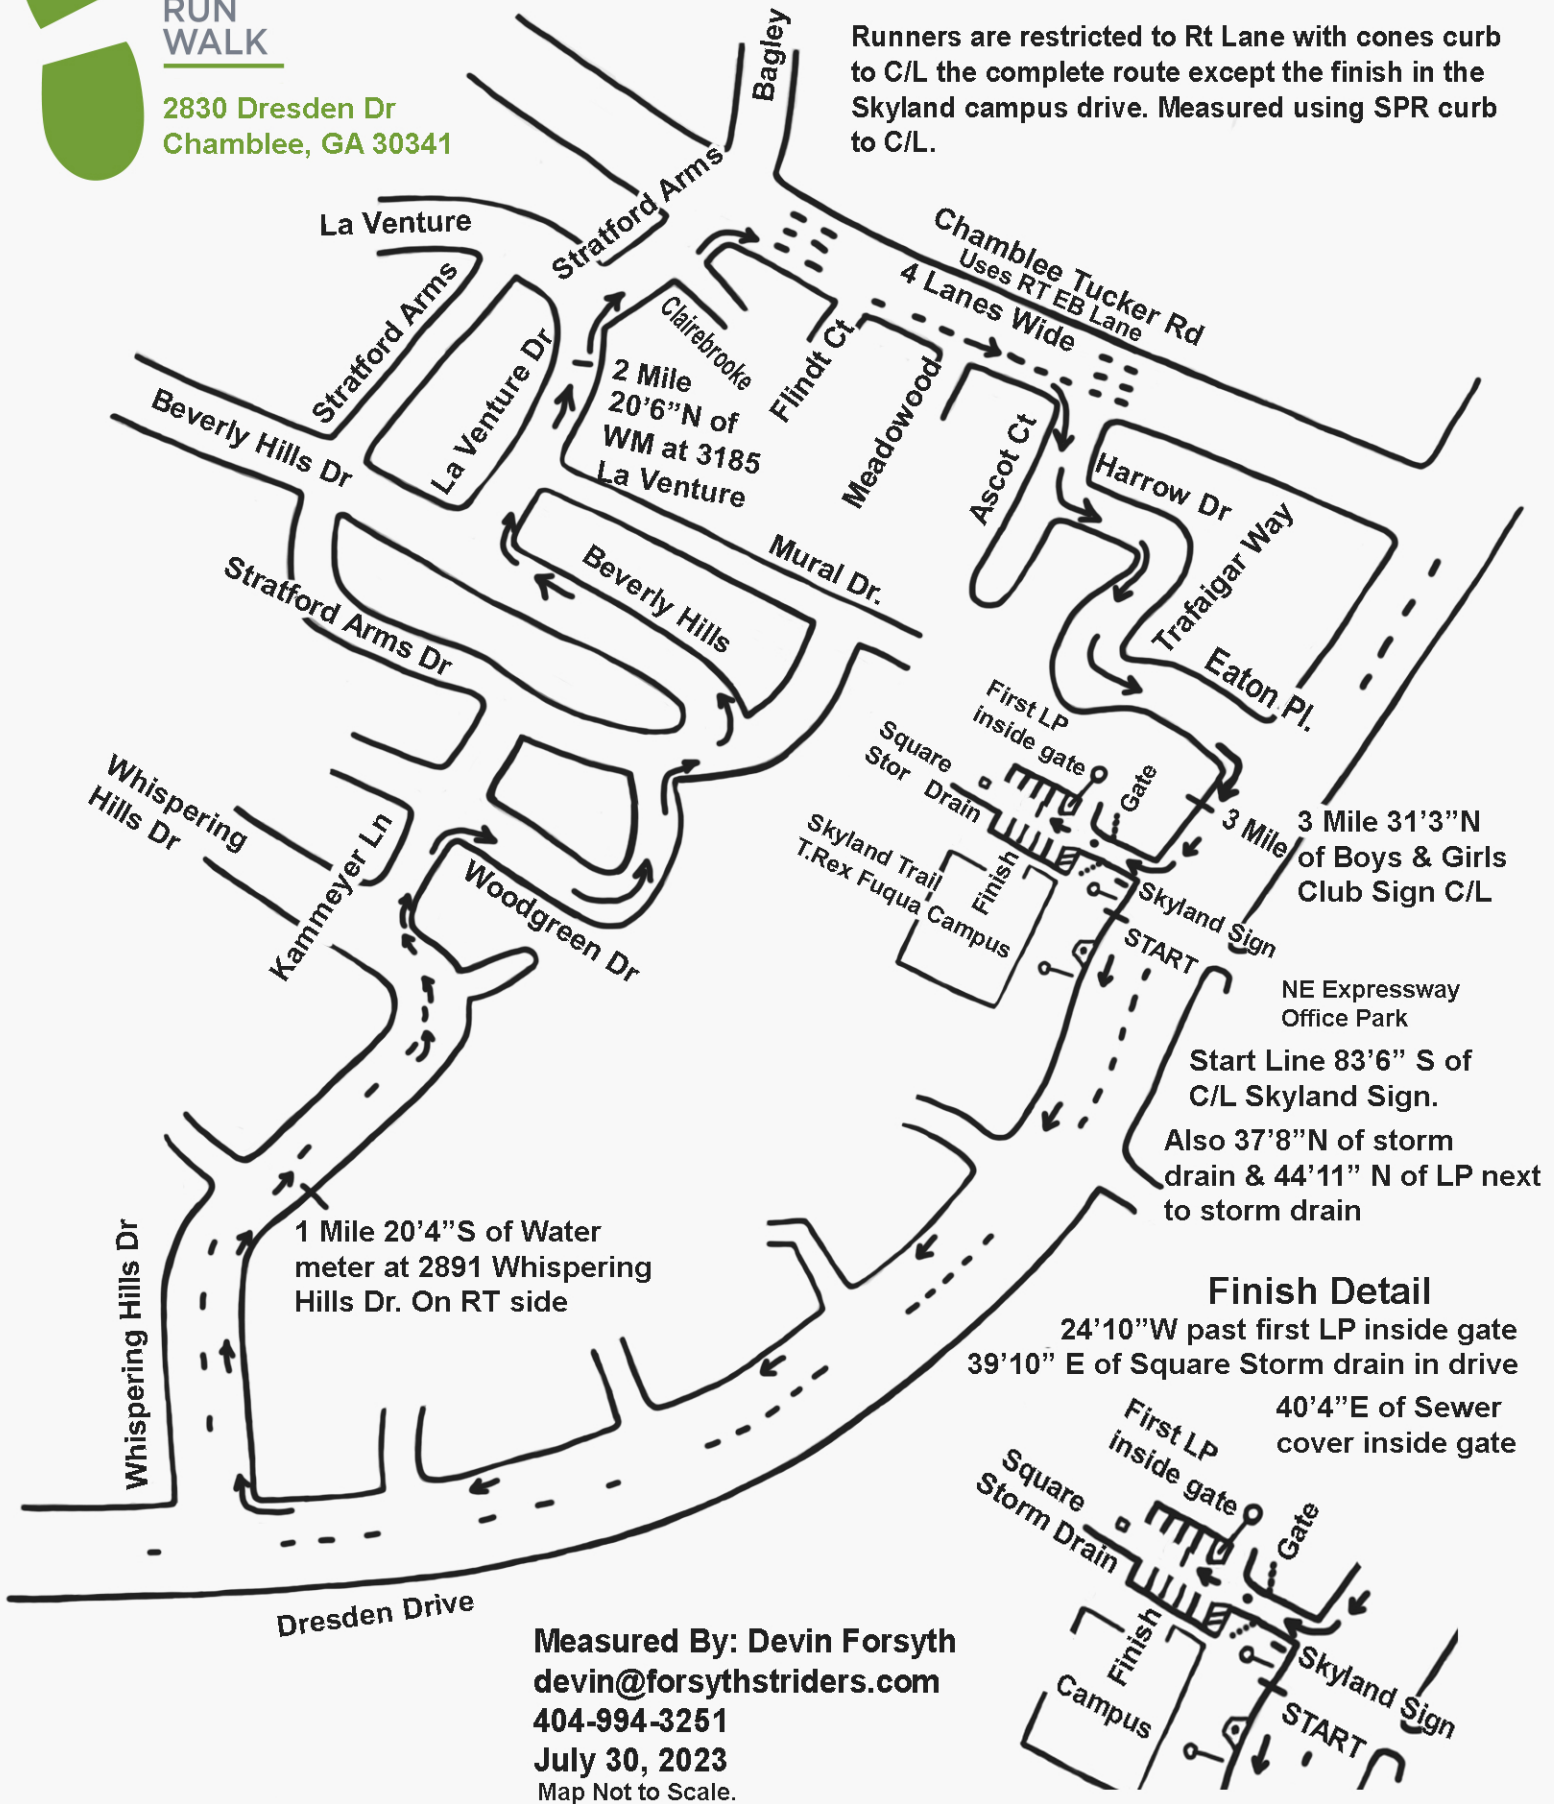 RUN
WALK
2830 Dresden Dr
Chamblee, GA 30341
Runners are restricted to Rt Lane with cones curb
to C/L the complete route except the finish in the
Skyland campus drive. Measured using SPR curb
to C/L.
Bagley
Stratford Arms
La Venture
Stratford Arms
Chamblee Tucker Rd
Uses RT EB Lane
4 Lanes Wide
Clairebrooke
La Venture Dr
Beverly Hills Dr
2 Mile
20’6”N of
WM at 3185
La Venture
Flindt Ct.
Meadowood
Ascot Ct
Harrow Dr
Trafaigar Way
Eaton Pl.
Mural Dr.
Beverly Hills
Stratford Arms Dr
Whispering
Hills Dr
Kammeyer Ln
Woodgreen Dr
First LP
inside gate
Square
Stor Drain
Gate
Skyland Trail
T.Rex Fuqua Campus
Finish
3 Mile
3 Mile 31’3”N
of Boys & Girls
Club Sign C/L
Skyland Sign
START
NE Expressway
Office Park
Start Line 83’6” S of
C/L Skyland Sign.
Also 37’8”N of storm
drain & 44’11” N of LP next
to storm drain
1 Mile 20’4”S of Water
meter at 2891 Whispering
Hills Dr. On RT side
Whispering Hills Dr
Finish Detail
24’10”W past first LP inside gate
39’10” E of Square Storm drain in drive
40’4”E of Sewer
cover inside gate
First LP
inside gate
Square
Storm Drain
Gate
Finish
Campus
Skyland Sign
START
Dresden Drive
Measured By: Devin Forsyth
devin@forsythstriders.com
404-994-3251
July 30, 2023
Map Not to Scale.